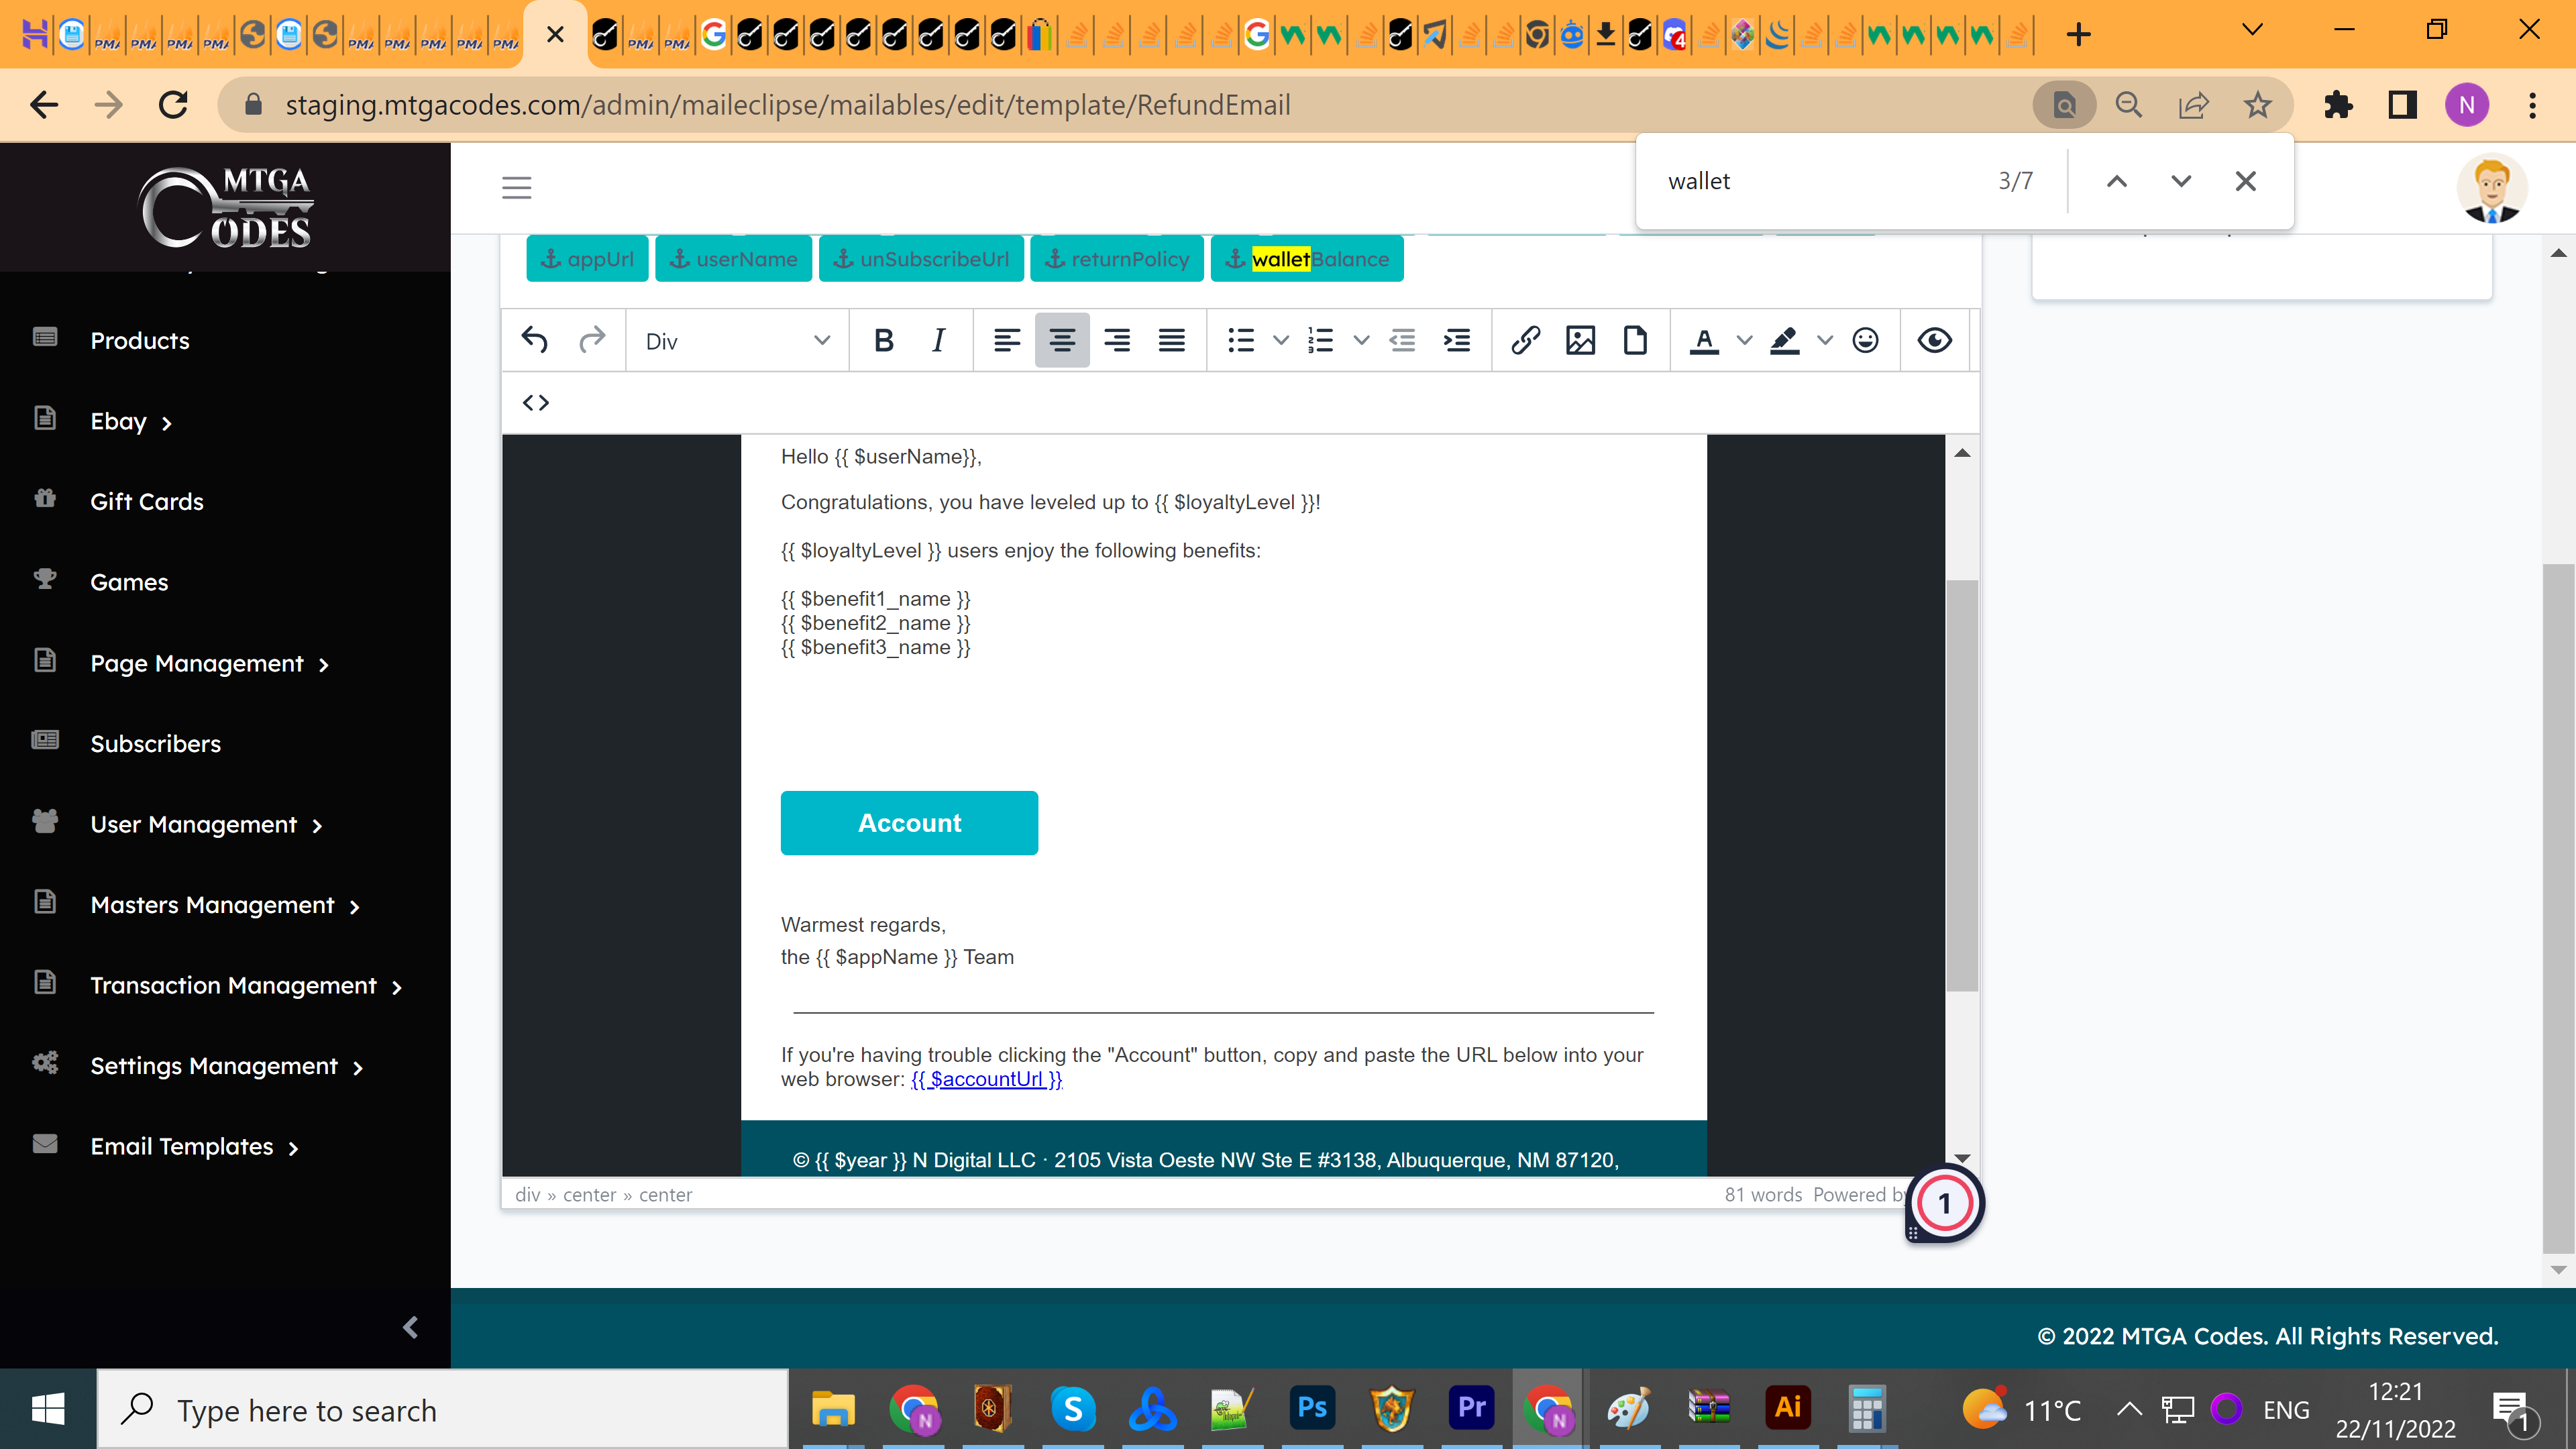 staging.mtgacodes.com/admin/maileclipse/mailables/edit/template/RefundEmail
N
wallet 3/7
MTGA
CODES
appUrl userName unSubscribeUrl returnPolicy walletBalance
Div
Products
Ebay
Gift Cards
Games
Page Management
Subscribers
User Management
Masters Management
Transaction Management
Settings Management
Email Templates
Hello {{ $userName}},
Congratulations, you have leveled up to {{ $loyaltyLevel }}!
{{ $loyaltyLevel }} users enjoy the following benefits:
{{ $benefit1_name }}
{{ $benefit2_name }}
{{ $benefit3_name }}
Account
Warmest regards,
the {{ $appName }} Team
If you're having trouble clicking the "Account" button, copy and paste the URL below into your
web browser: {{ $accountUrl }}
© {{ $year }} N Digital LLC · 2105 Vista Oeste NW Ste E #3138, Albuquerque, NM 87120,
div » center » center
81 words Powered
1
© 2022 MTGA Codes. All Rights Reserved.
Type here to search
N
S
Ps
Pr
N
Ai
11°C
ENG
12:21
22/11/2022
1